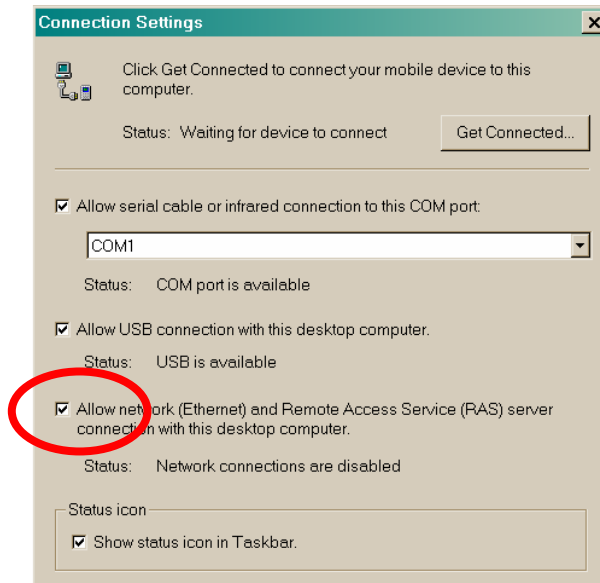 Connection Settings
Click Get Connected to connect your mobile device to this
computer.
Status: Waiting for device to connect
Get Connected...
Allow serial cable or infrared connection to this COM port:
COM1
Status: COM port is available
Allow USB connection with this desktop computer.
Status: USB is available
Allow network (Ethernet) and Remote Access Service (RAS) server
connection with this desktop computer.
Status: Network connections are disabled
Status icon
Show status icon in Taskbar.